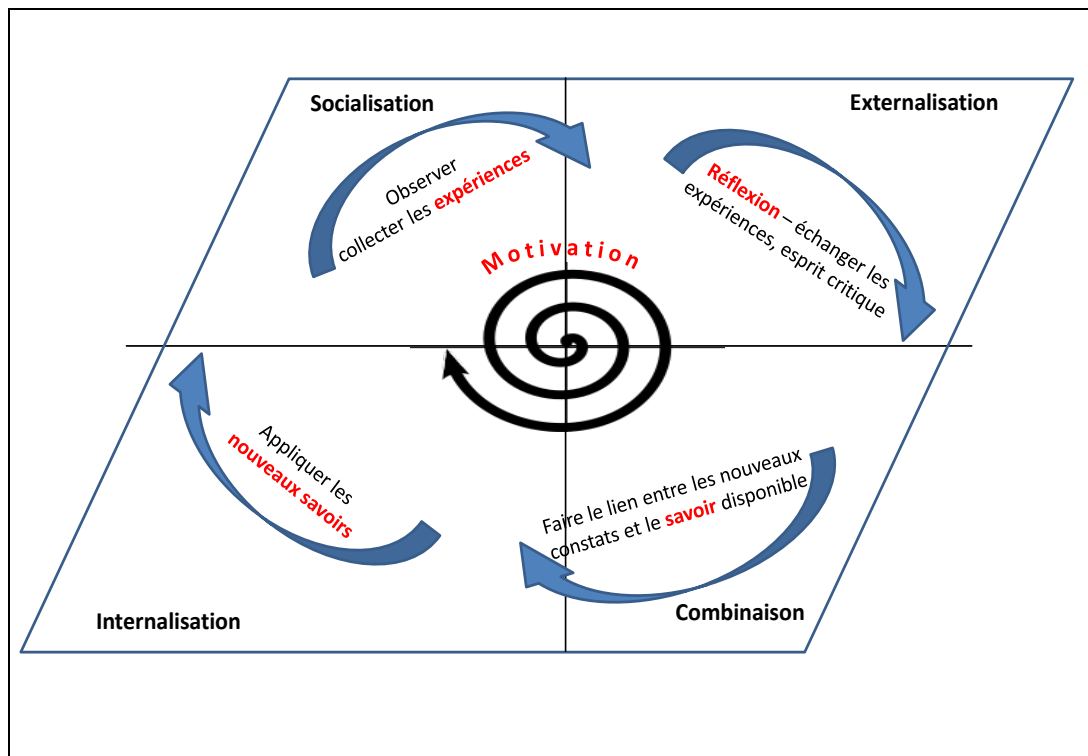 Socialisation
Externalisation
Observer
collecter les expériences
Réflexion – échanger les
expériences, esprit critique
Motivation
Appliquer les
nouveaux savoirs
Faire le lien entre les nouveaux
constats et le savoir disponible
Internalisation
Combinaison